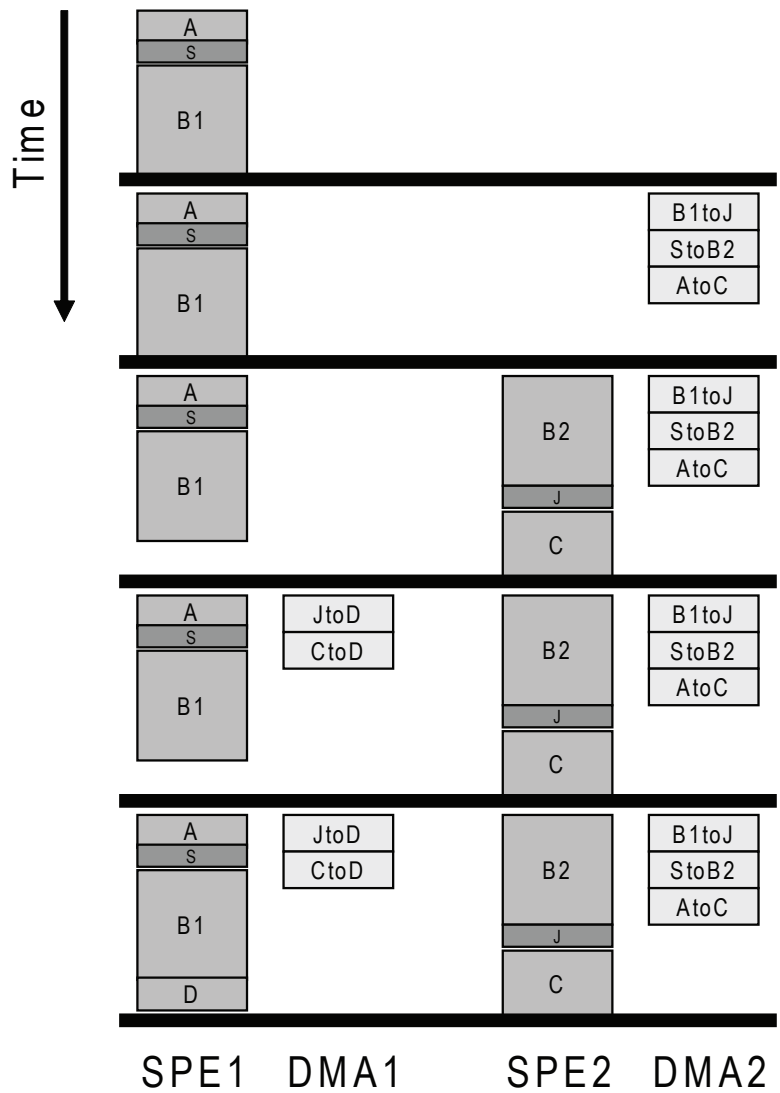 Time
A
S
B1
A
S
B1
B1toJ
StoB2
AtoC
A
S
B1
B2
J
C
B1toJ
StoB2
AtoC
A
S
B1
JtoD
CtoD
B2
J
C
B1toJ
StoB2
AtoC
A
S
B1
D
JtoD
CtoD
B2
J
C
B1toJ
StoB2
AtoC
SPE1 DMA1 SPE2 DMA2